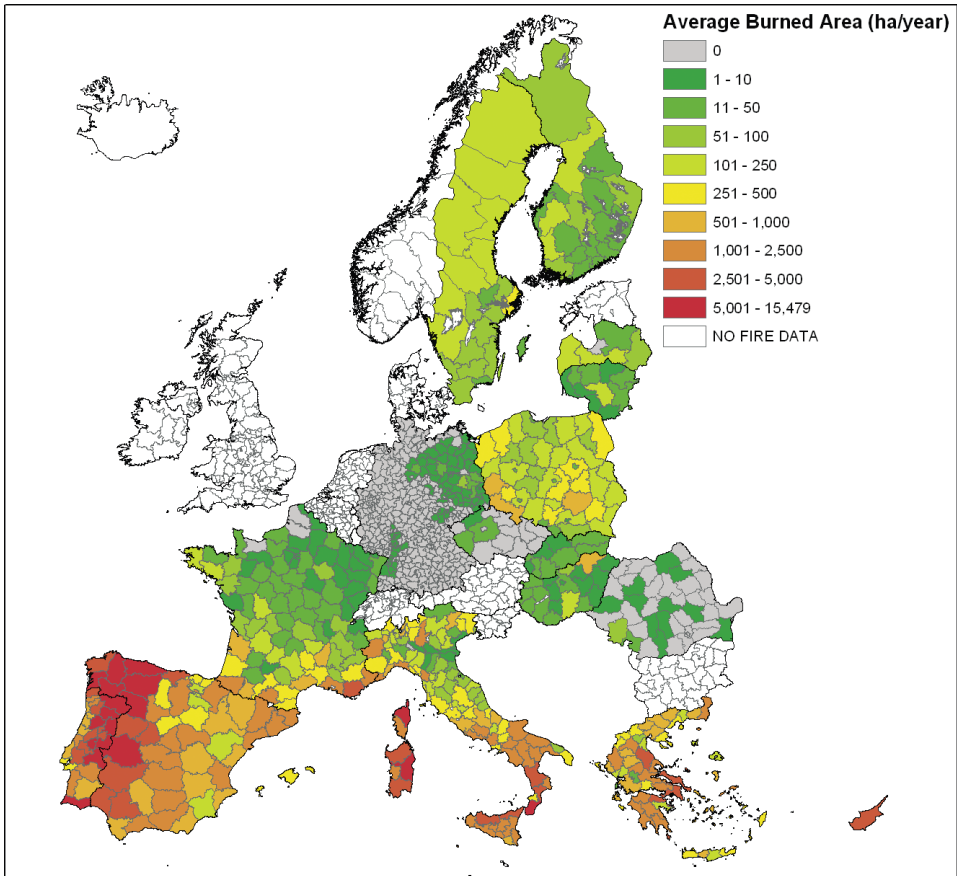 Average Burned Area (ha/year)
0
1 - 10
11 - 50
51 - 100
101 - 250
251 - 500
501 - 1,000
1,001 - 2,500
2,501 - 5,000
5,001 - 15,479
NO FIRE DATA